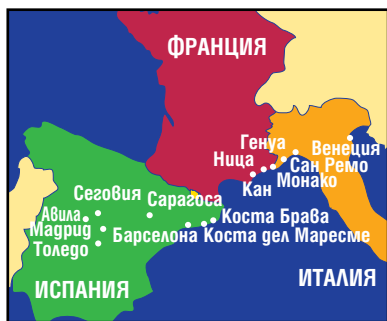 ФРАНЦИЯ
Генуа
Венеция
Ница
Сан Ремо
Монако
Кан
Сеговия
Сарагоса
Авила
Мадрид
Коста Брава
Барселона Коста дел Маресме
Толедо
ИСПАНИЯ
ИТАЛИЯ